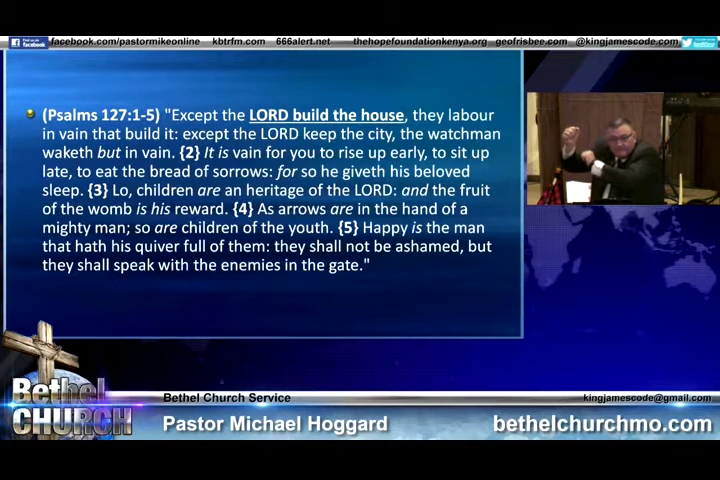 Find us on facebook facebook.com/pastormikeonline kbtrfm.com 666alert.net thehopefoundationkenya.org geofrisbee.com @kingjamescode.com
(Psalms 127:1-5) "Except the LORD build the house, they labour
in vain that build it: except the LORD keep the city, the watchman
waketh but in vain. {2} It is vain for you to rise up early, to sit up
late, to eat the bread of sorrows: for so he giveth his beloved
sleep. {3} Lo, children are an heritage of the LORD: and the fruit
of the womb is his reward. {4} As arrows are in the hand of a
mighty man; so are children of the youth. {5} Happy is the man
that hath his quiver full of them: they shall not be ashamed, but
they shall speak with the enemies in the gate."
Bethel
CHURCH
Bethel Church Service kingjamescode@gmail.com
Pastor Michael Hoggard bethelchurchmo.com